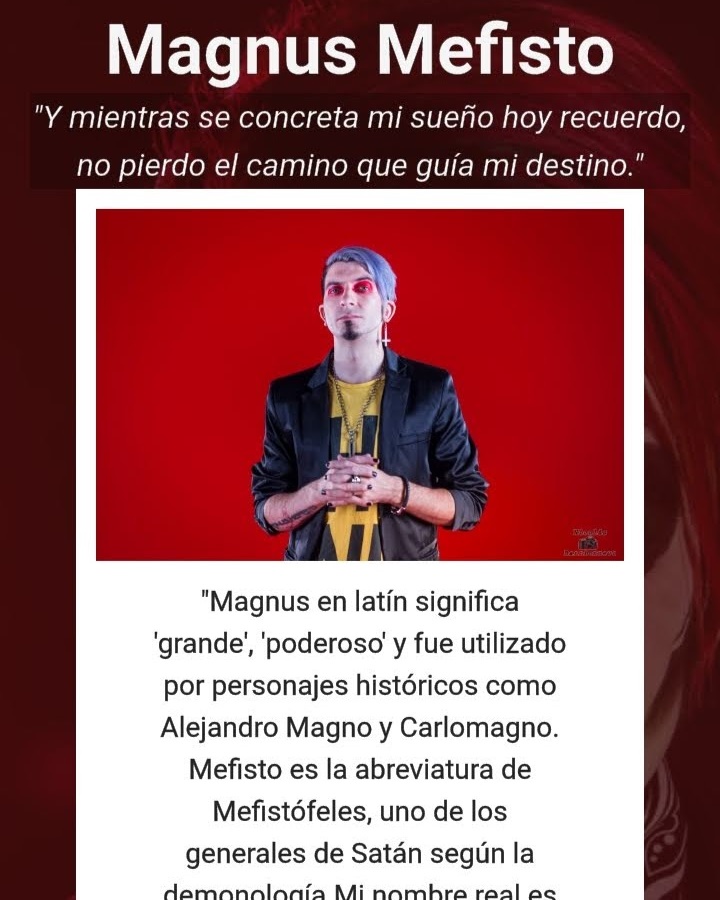 Magnus Mefisto
"Y mientras se concreta mi sueño hoy recuerdo,
no pierdo el camino que guía mi destino."
"Magnus en latín significa
'grande', 'poderoso' y fue utilizado
por personajes históricos como
Alejandro Magno y Carlomagno.
Mefisto es la abreviatura de
Mefistófeles, uno de los
generales de Satán según la
demonología.Mi nombre real es